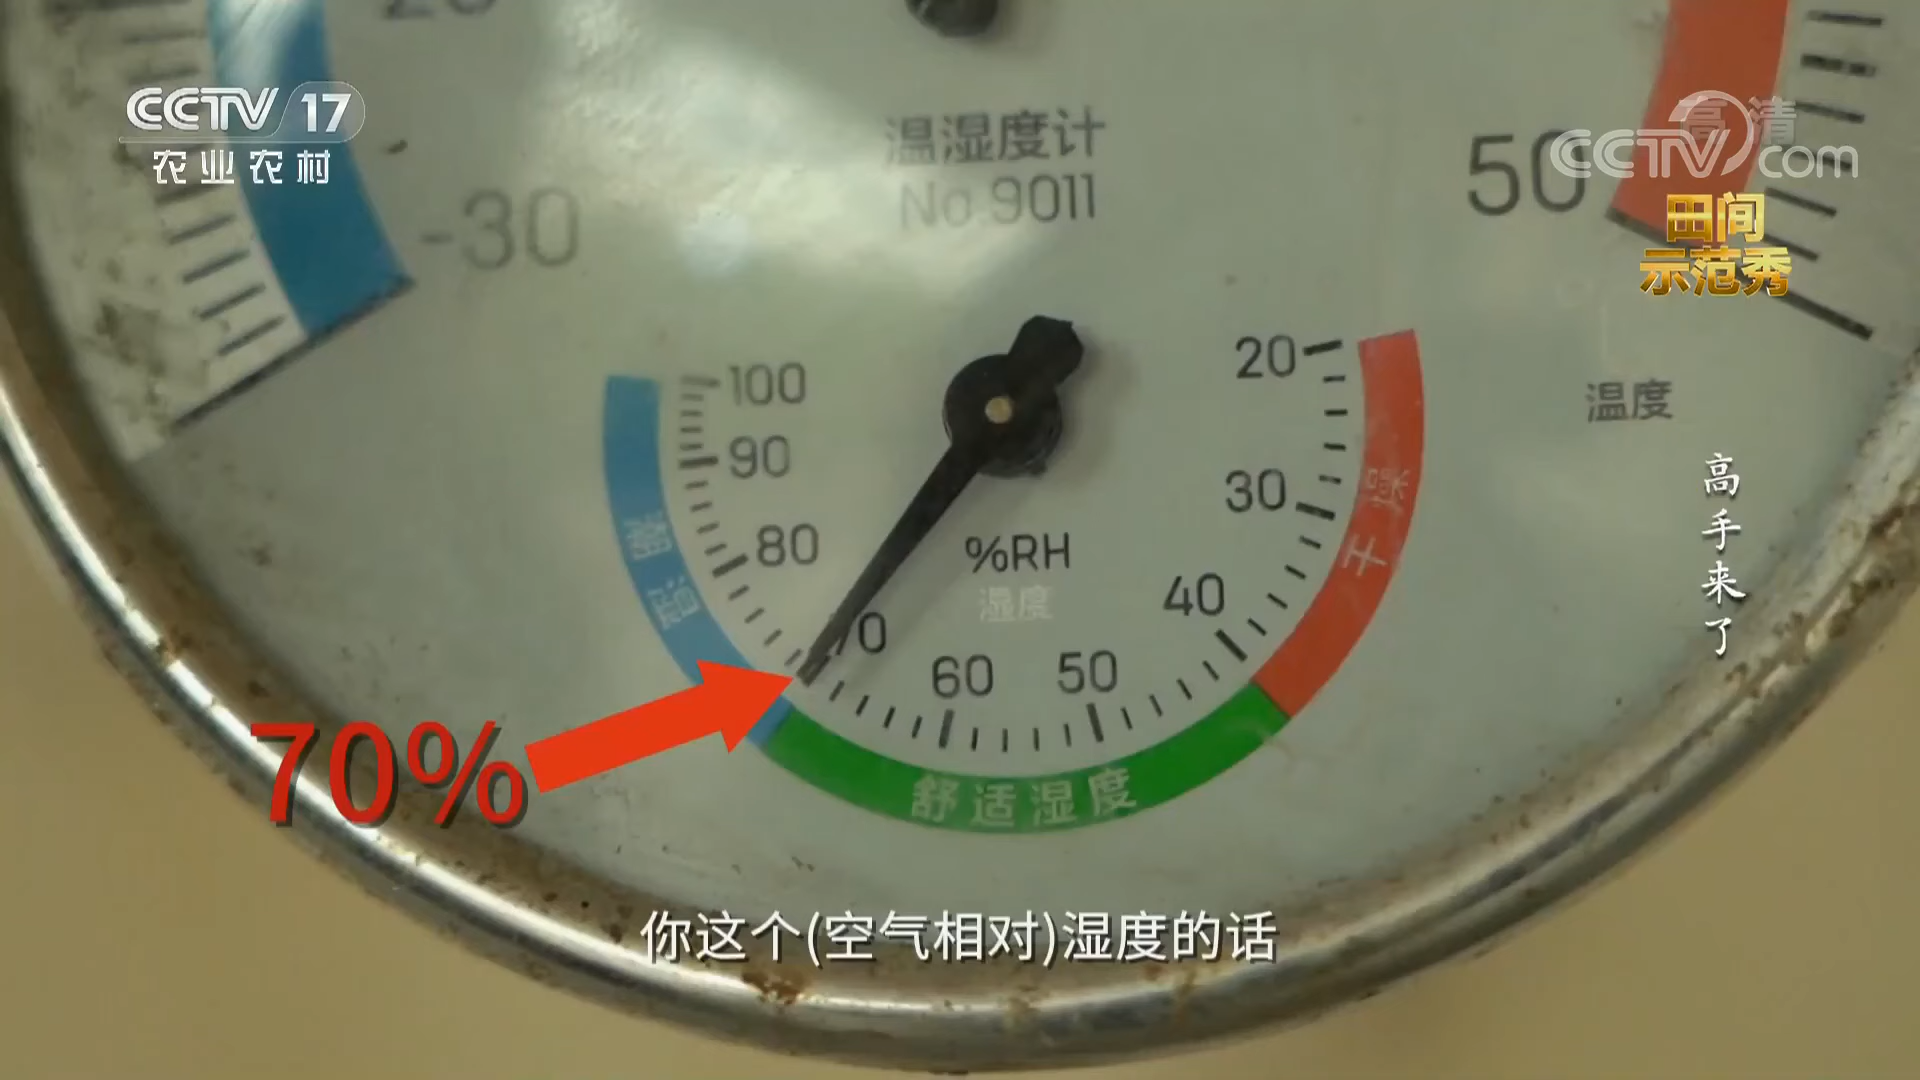 CCTV 17
农业农村
高清
CCTV.com
田间
示范秀
温湿度计
No.9011
-30
50
温度
100
90
80
70
60
50
40
30
20
%RH
湿度
潮湿
舒适湿度
干燥
高手来了
70%
你这个(空气相对)湿度的话